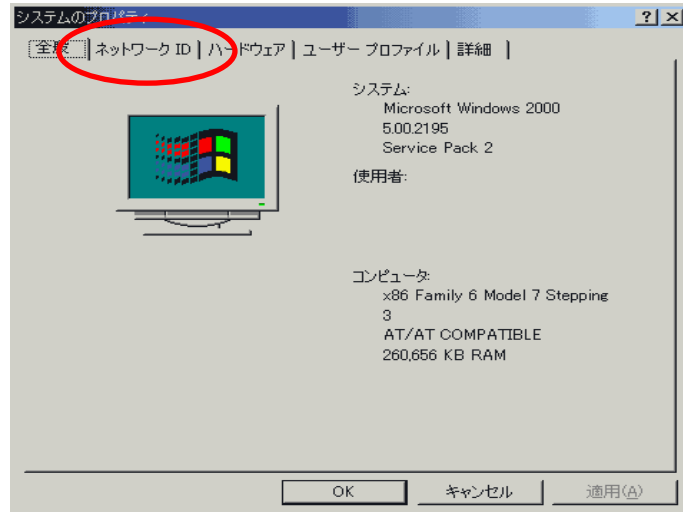 システムのプロパティ
全般 ネットワーク ID ハードウェア ユーザー プロファイル 詳細
システム:
Microsoft Windows 2000
5.00.2195
Service Pack 2
使用者:
コンピュータ:
x86 Family 6 Model 7 Stepping
3
AT/AT COMPATIBLE
260,656 KB RAM
OK キャンセル 適用(A)